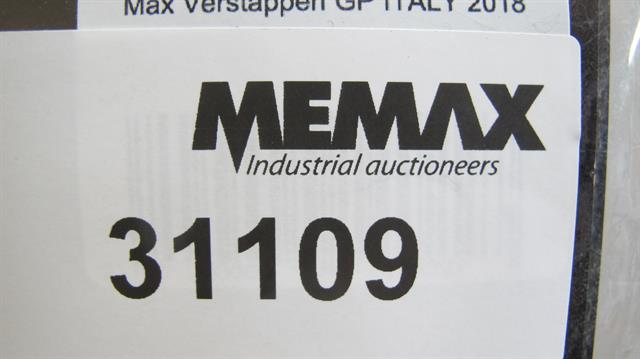 Max Verstappen GP ITALY 2018
MEMAX
Industrial auctioneers
31109